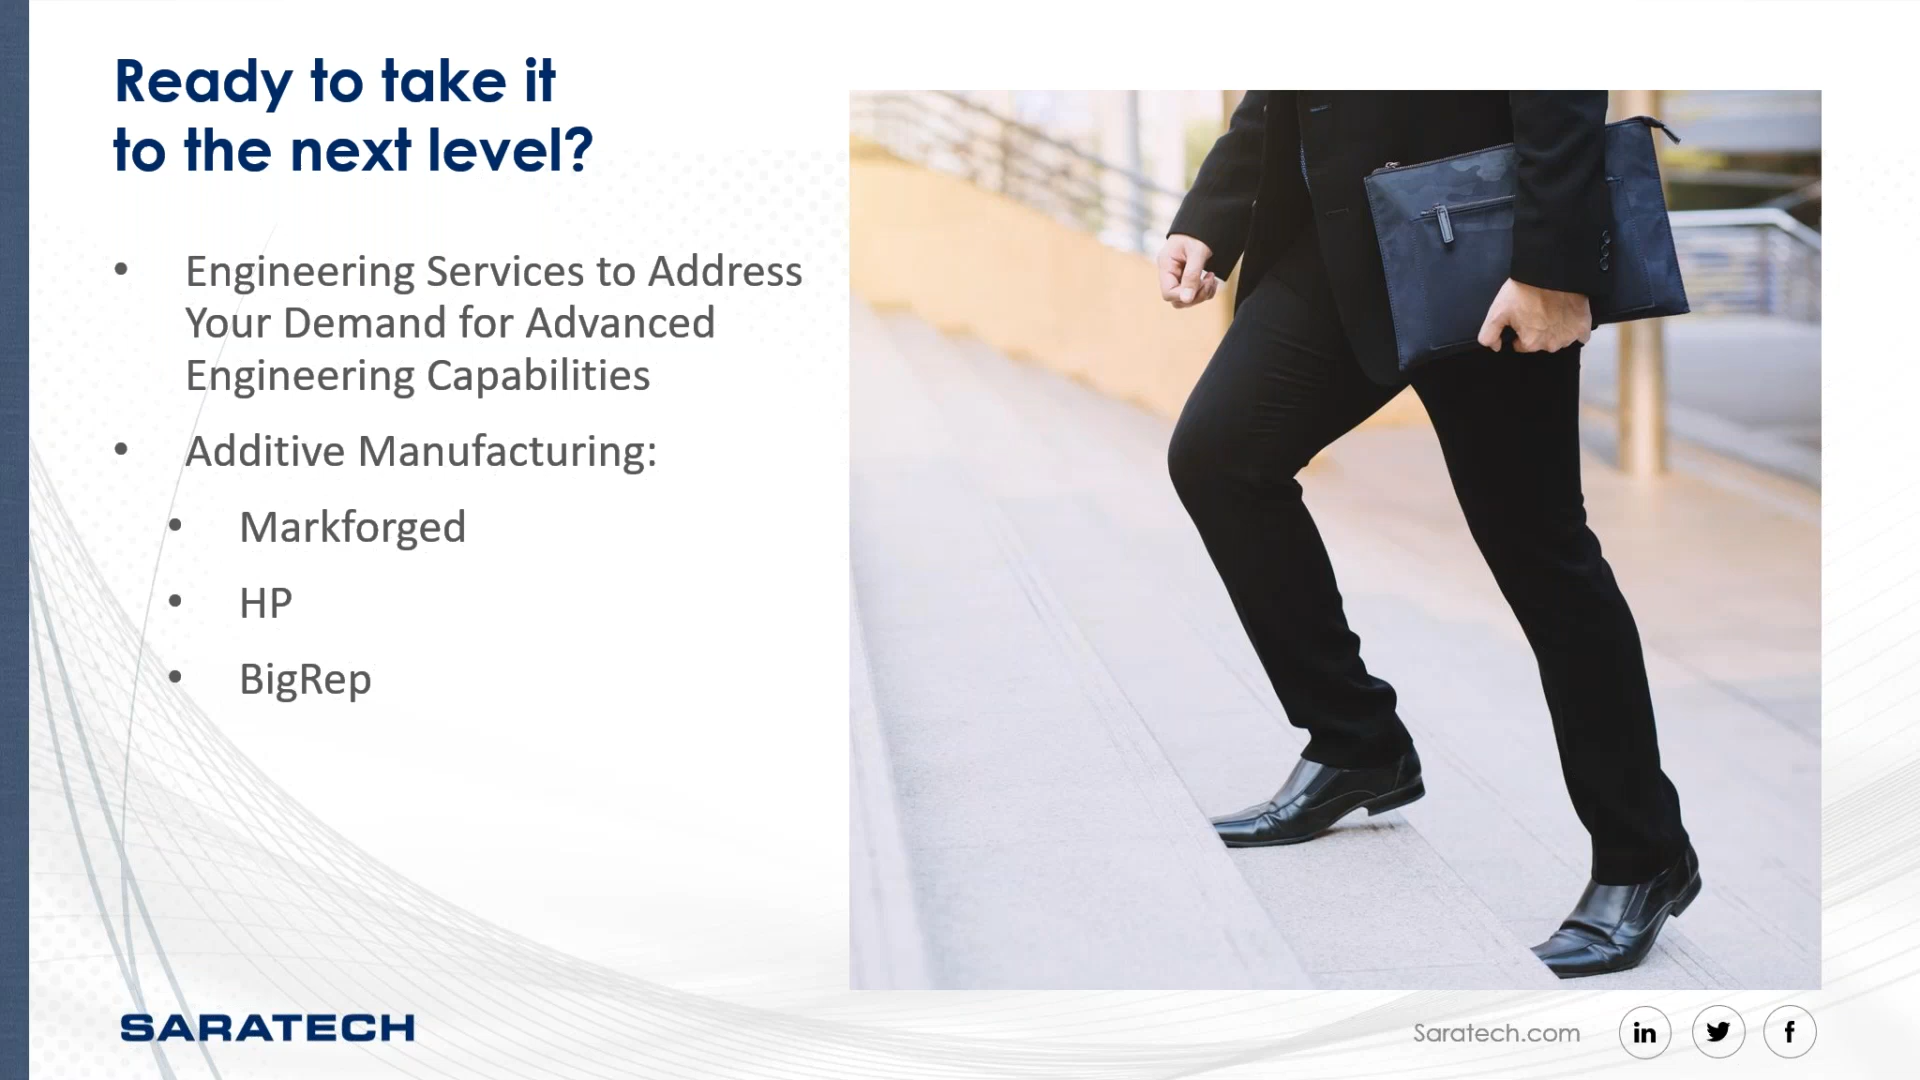 Ready to take it
to the next level?
• Engineering Services to Address
Your Demand for Advanced
Engineering Capabilities
• Additive Manufacturing:
• Markforged
• HP
• BigRep
SARATECH
Saratech.com
in
f